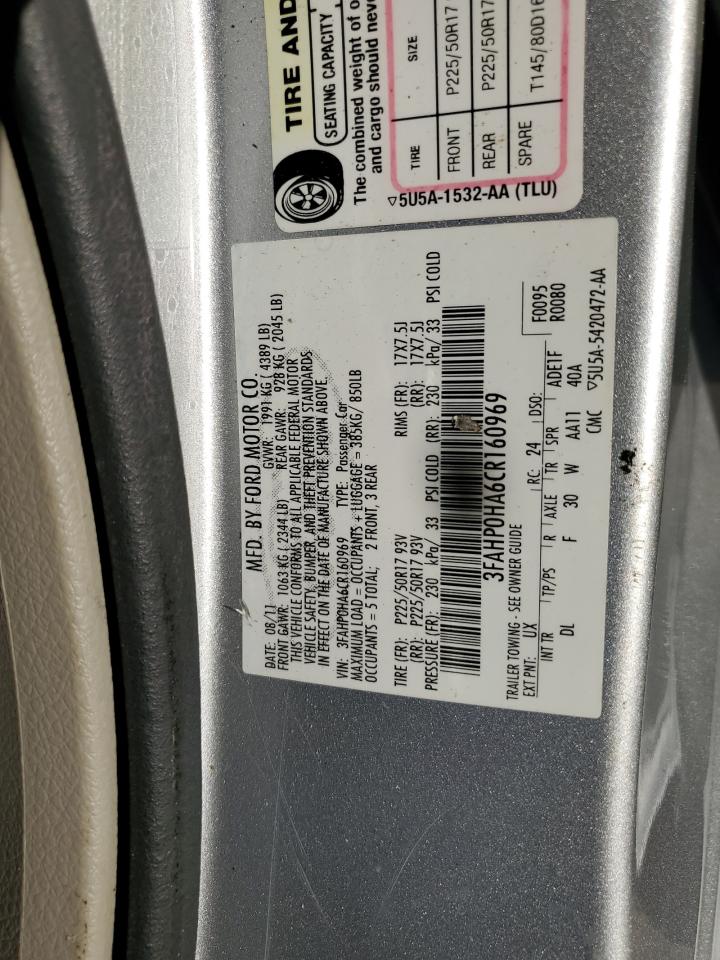 TIRE AND
SEATING CAPACITY
The combined weight of o
and cargo should neve
TIRE SIZE
FRONT P225/50R17
REAR P225/50R17
SPARE T145/80D16
▽5U5A-1532-AA (TLU)
MFD. BY FORD MOTOR CO.
DATE: 08/11 GVWR: 1991 KG ( 4389 LB)
FRONT GAWR: 1063 KG ( 2344 LB) REAR GAWR: 928 KG ( 2045 LB)
THIS VEHICLE CONFORMS TO ALL APPLICABLE FEDERAL MOTOR
VEHICLE SAFETY, BUMPER, AND THEFT PREVENTION STANDARDS
IN EFFECT ON THE DATE OF MANUFACTURE SHOWN ABOVE.
VIN: 3FAHP0HA6CR160969 TYPE: Passenger Car
MAXIMUM LOAD = OCCUPANTS + LUGGAGE = 385KG/ 850LB
OCCUPANTS = 5 TOTAL; 2 FRONT, 3 REAR
TIRE (FR): P225/50R17 93V RIMS (FR): 17X7.5J
(RR): P225/50R17 93V (RR): 17X7.5J
PRESSURE (FR): 230 kPa/ 33 PSI COLD (RR): 230 kPa/ 33 PSI COLD
3FAHP0HA6CR160969
TRAILER TOWING - SEE OWNER GUIDE
F0095
R0080
EXT PNT: UX RC: 24 DSO:
INT TR TP/PS R AXLE TR SPR ADE1F
DL F 30 W AA11 40A
CMC ▽5U5A-5420472-AA